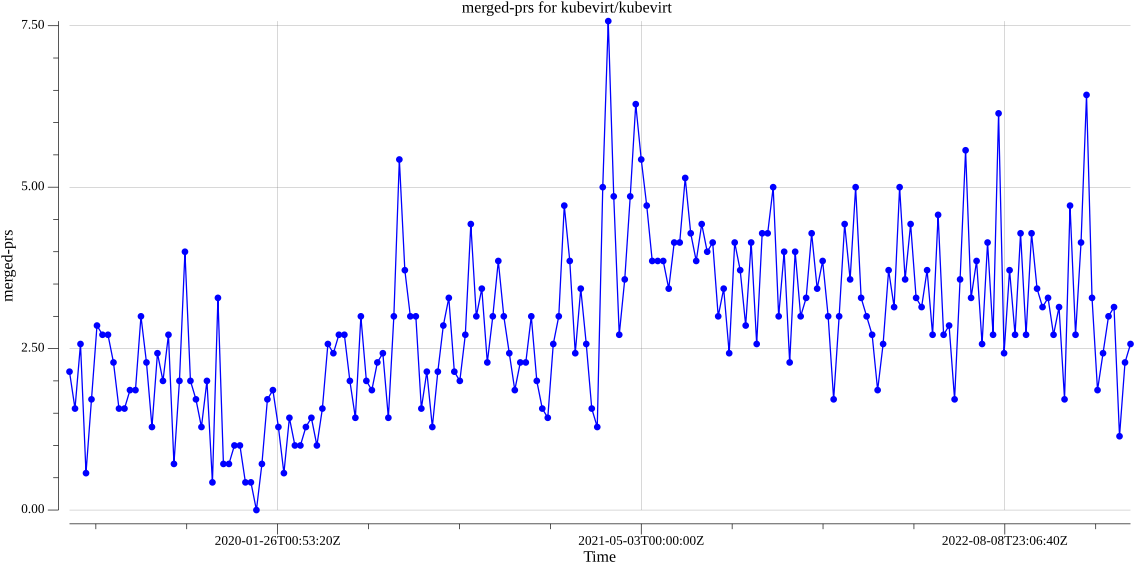 merged-prs for kubevirt/kubevirt
7.50
5.00
2.50
0.00
merged-prs
2020-01-26T00:53:20Z
2021-05-03T00:00:00Z
2022-08-08T23:06:40Z
Time